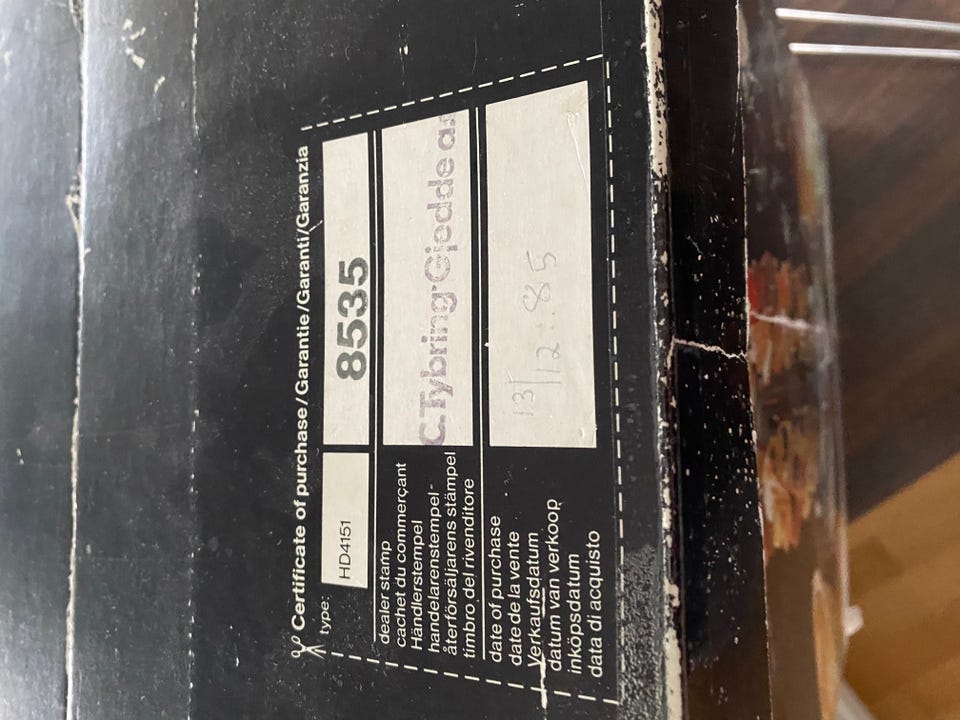 Certificate of purchase/Garantie/Garanti/Garanzia
type: HD4151 8535
dealer stamp
cachet du commerçant
Händlerstempel
handelarenstempel-
återförsäljarens stämpel
timbro del rivenditore
C.Tybring-Gjedde a.s
date of purchase
date de la vente
Verkaufsdatum
datum van verkoop
inköpsdatum
data di acquisto
13/12.85